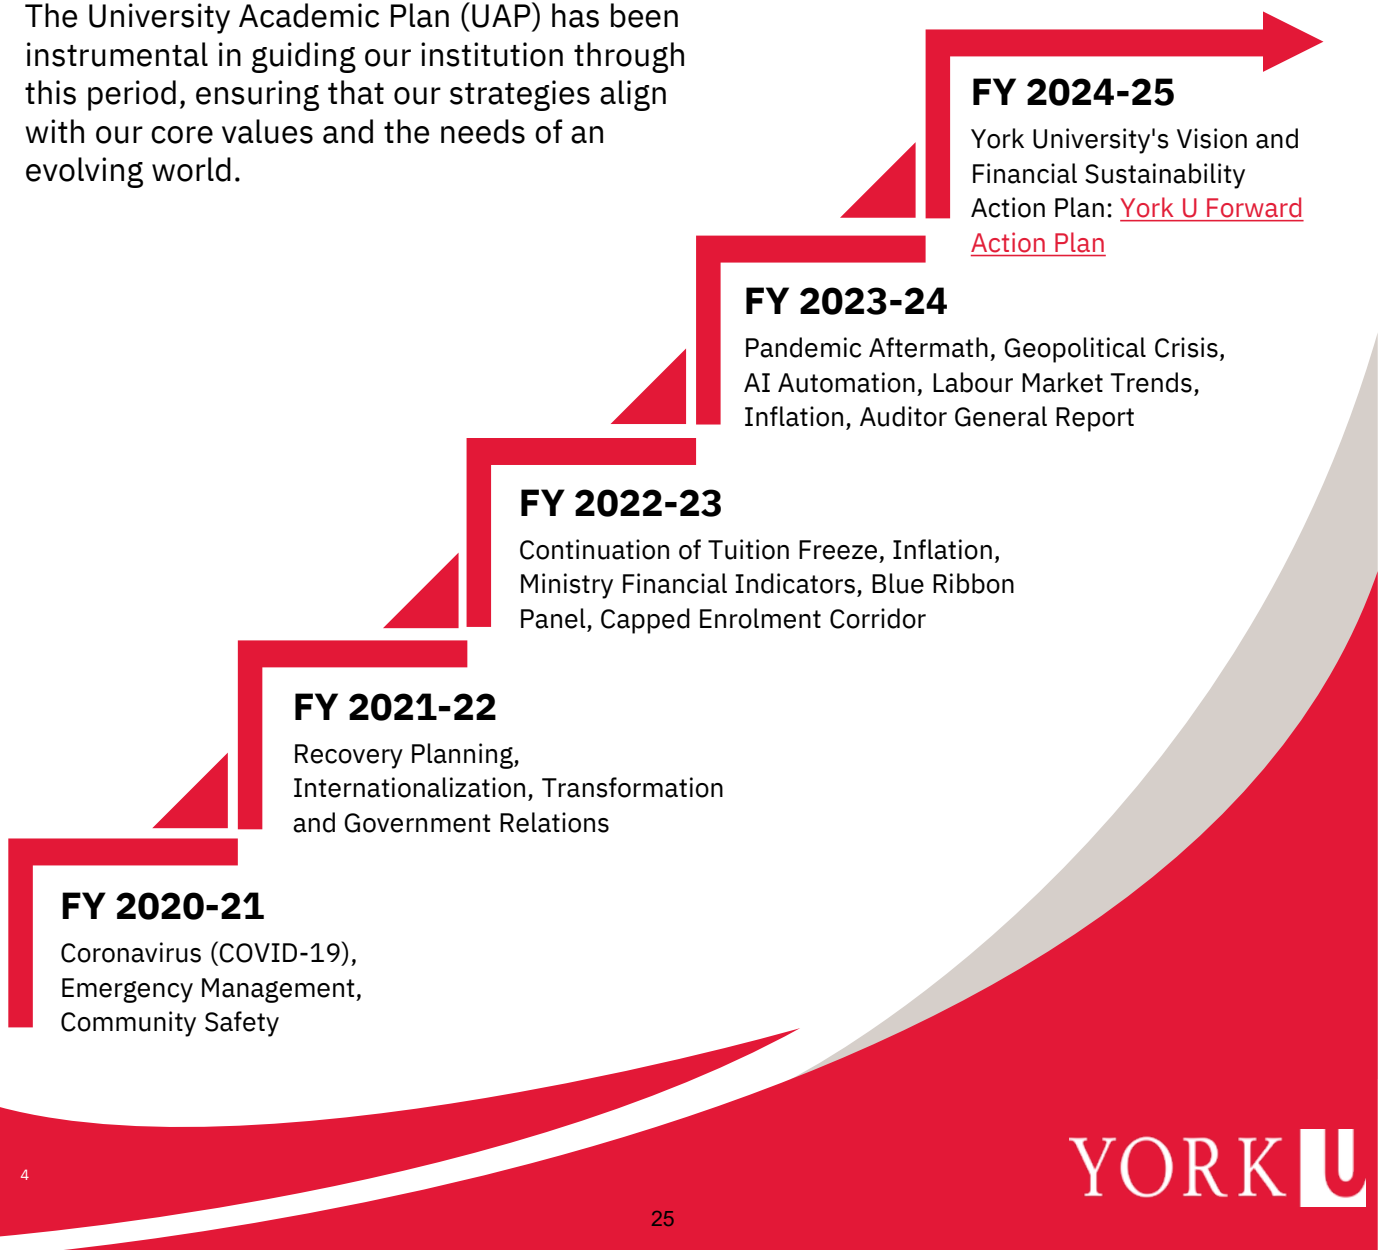 The University Academic Plan (UAP) has been
instrumental in guiding our institution through
this period, ensuring that our strategies align
with our core values and the needs of an
evolving world.
FY 2024-25
York University's Vision and
Financial Sustainability
Action Plan: York U Forward
Action Plan
FY 2023-24
Pandemic Aftermath, Geopolitical Crisis,
AI Automation, Labour Market Trends,
Inflation, Auditor General Report
FY 2022-23
Continuation of Tuition Freeze, Inflation,
Ministry Financial Indicators, Blue Ribbon
Panel, Capped Enrolment Corridor
FY 2021-22
Recovery Planning,
Internationalization, Transformation
and Government Relations
FY 2020-21
Coronavirus (COVID-19),
Emergency Management,
Community Safety
4
YORK U
25